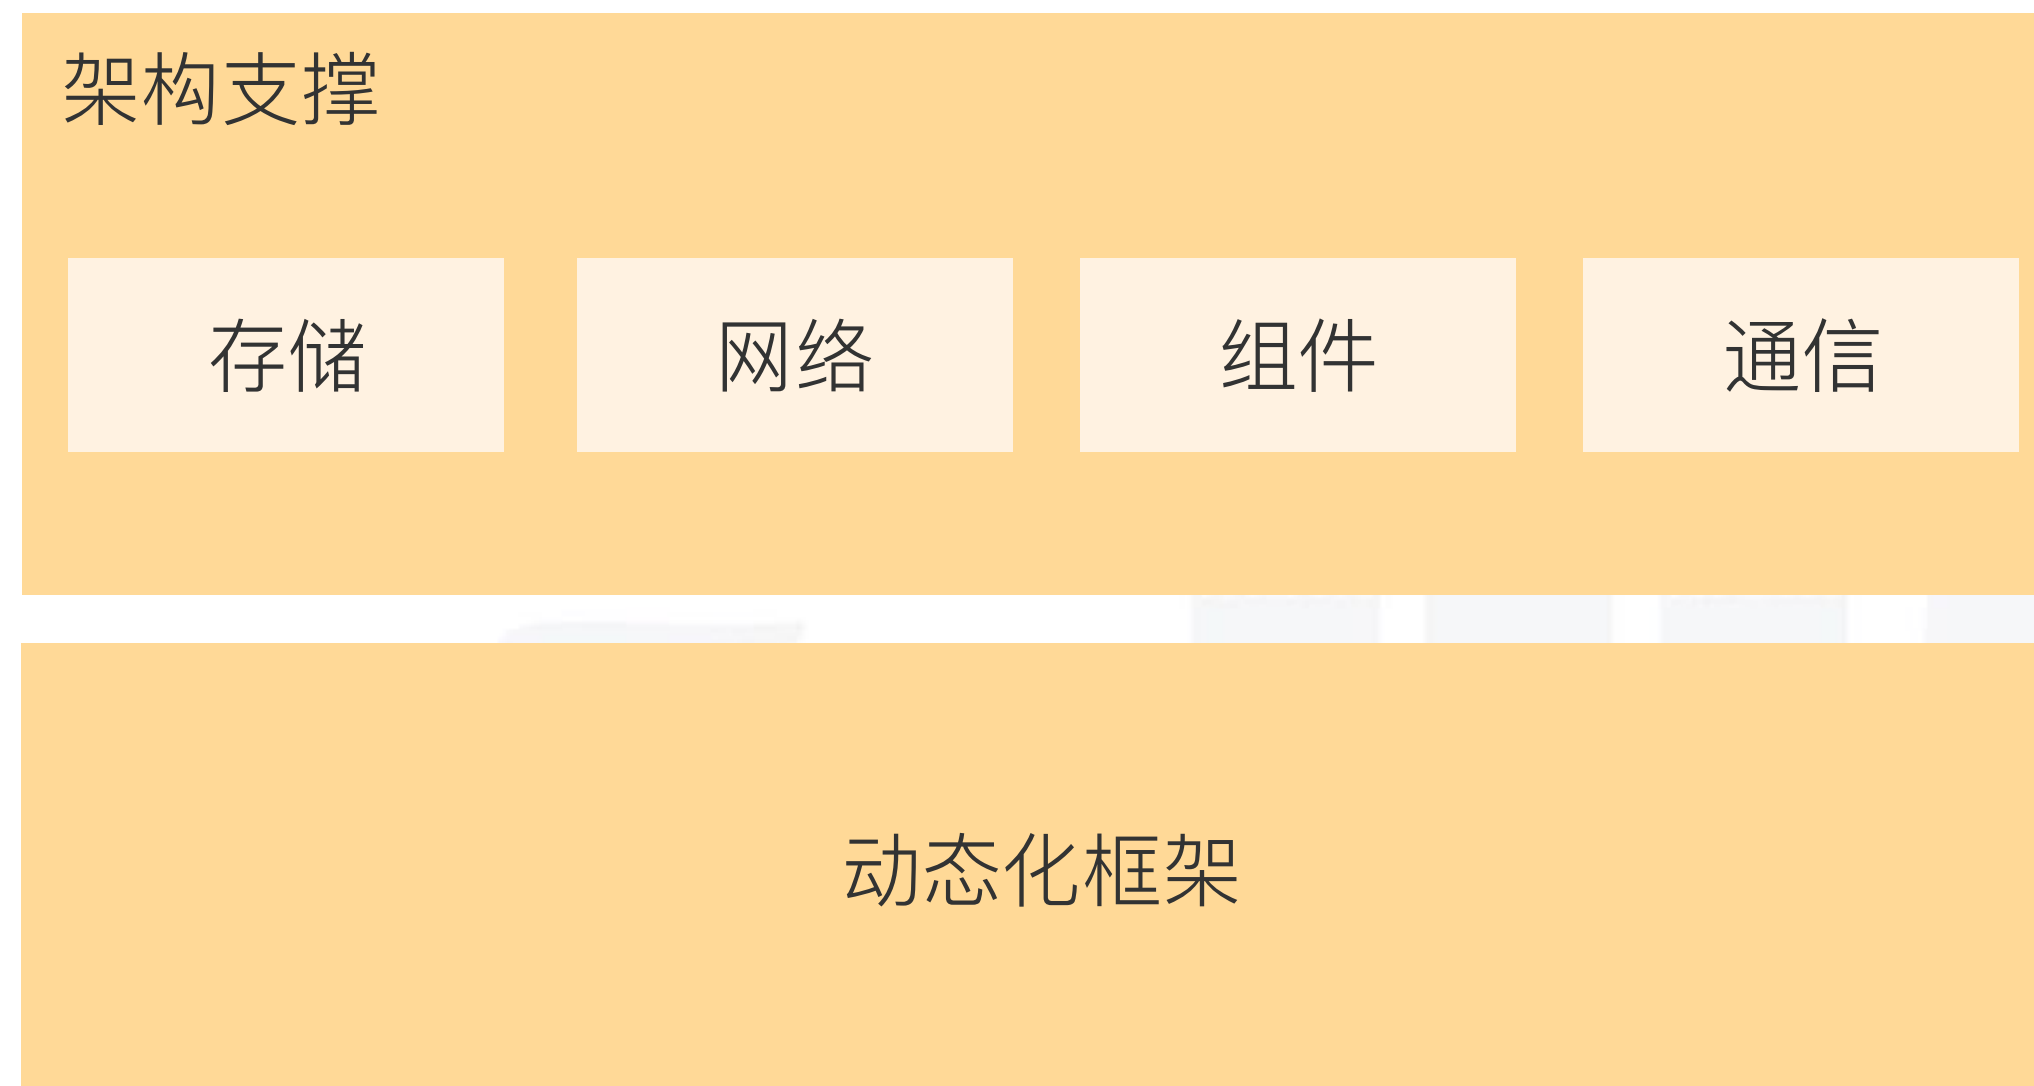 架构支撑
存储 网络 组件 通信
动态化框架